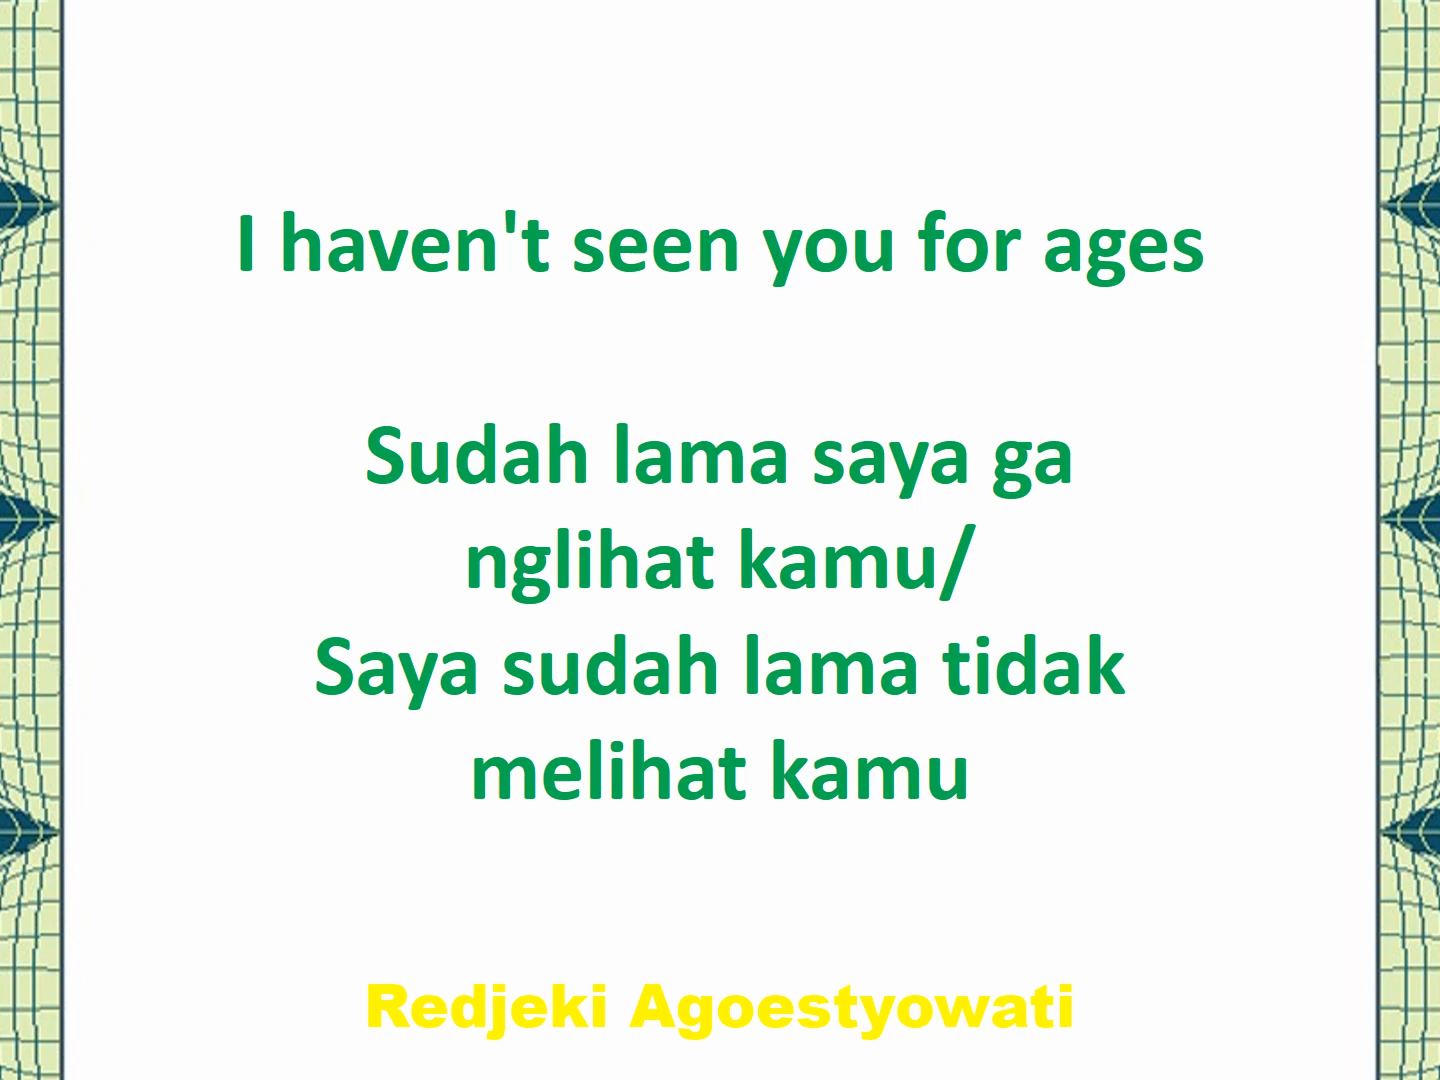 I haven't seen you for ages
Sudah lama saya ga
nglihat kamu/
Saya sudah lama tidak
melihat kamu
Redjeki Agoestyowati